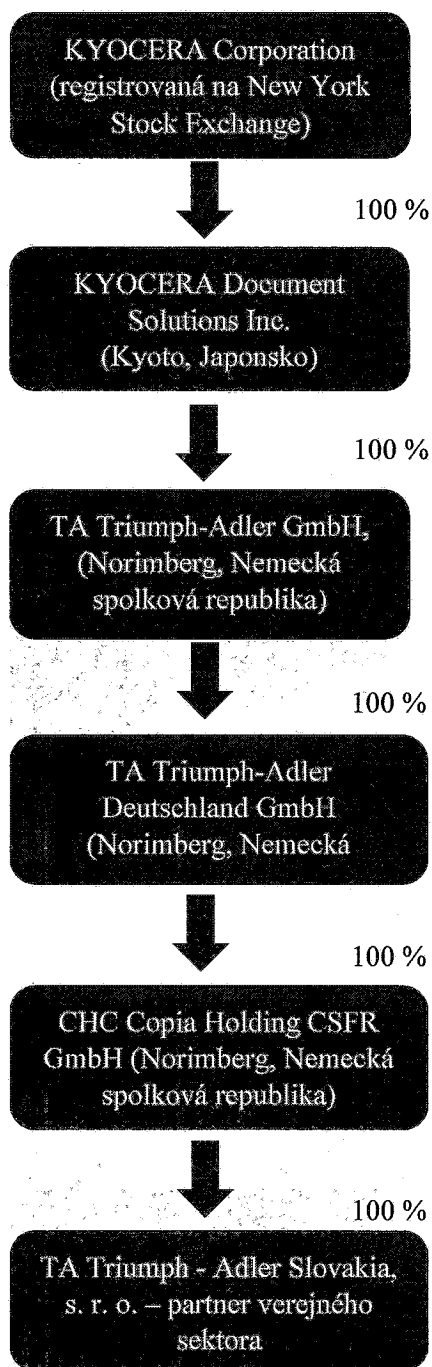 KYOCERA Corporation
(registrovaná na New York
Stock Exchange)
100 %
KYOCERA Document
Solutions Inc.
(Kyoto, Japonsko)
100 %
TA Triumph-Adler GmbH,
(Norimberg, Nemecká
spolková republika)
100 %
TA Triumph-Adler
Deutschland GmbH
(Norimberg, Nemecká
100 %
CHC Copia Holding CSFR
GmbH (Norimberg, Nemecká
spolková republika)
100 %
TA Triumph - Adler Slovakia,
s. r. o. – partner verejného
sektora